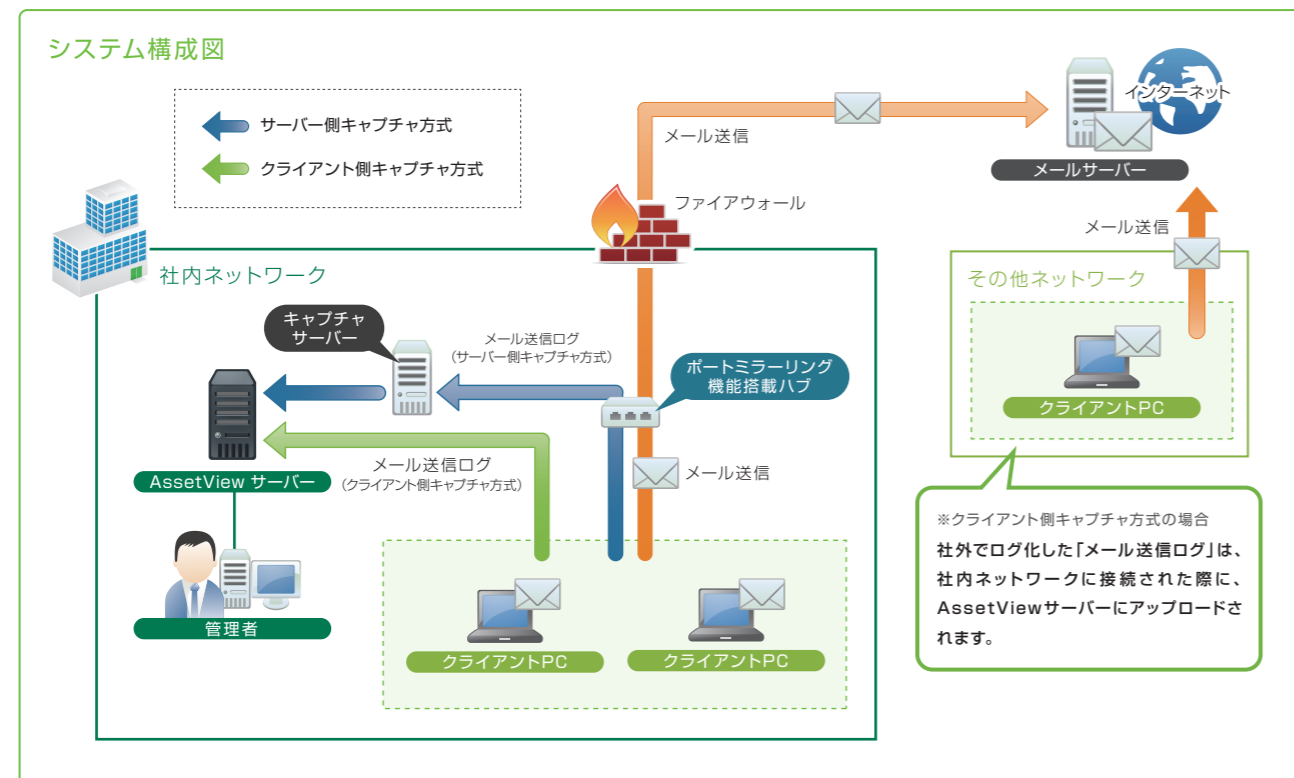 システム構成図
サーバー側キャプチャ方式
クライアント側キャプチャ方式
インターネット
メールサーバー
メール送信
ファイアウォール
メール送信
社内ネットワーク
その他ネットワーク
キャプチャ
サーバー
メール送信ログ
(サーバー側キャプチャ方式)
ポートミラーリング
機能搭載ハブ
クライアントPC
メール送信ログ
(クライアント側キャプチャ方式)
メール送信
AssetView サーバー
管理者
クライアントPC
クライアントPC
※クライアント側キャプチャ方式の場合
社外でログ化した「メール送信ログ」は、
社内ネットワークに接続された際に、
AssetViewサーバーにアップロードさ
れます。